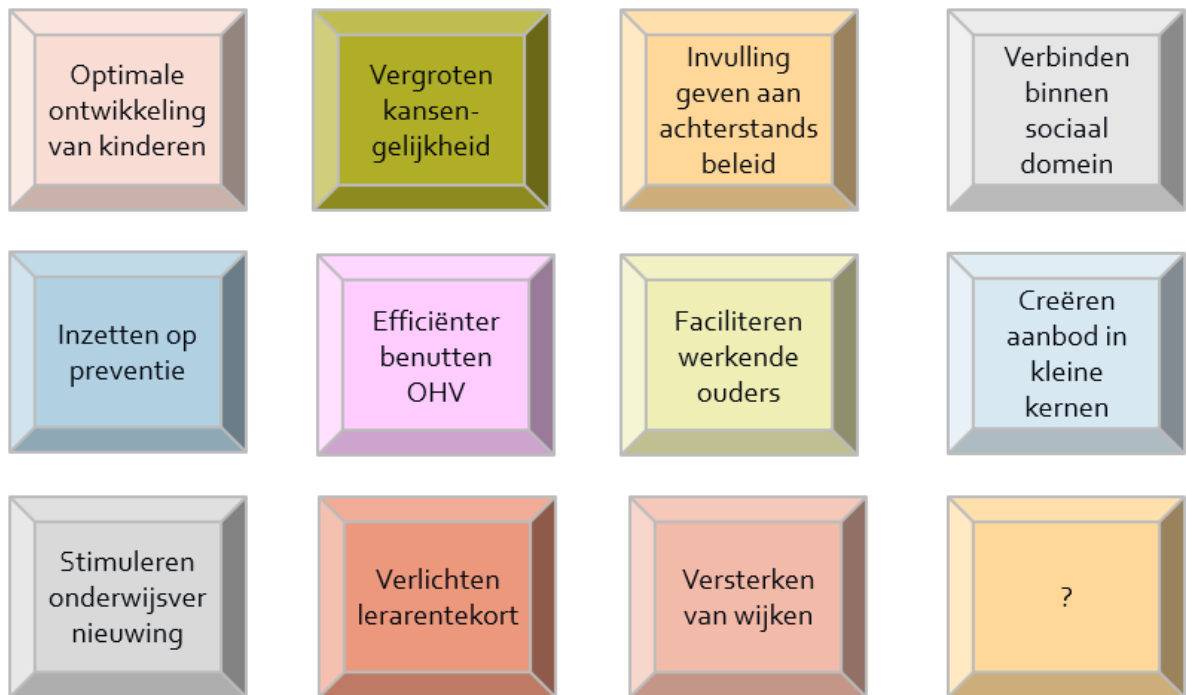 Optimale
ontwikkeling
van kinderen
Vergroten
kansen-
gelijkheid
Invulling
geven aan
achterstands
beleid
Verbinden
binnen
sociaal
domein
Inzetten op
preventie
Efficiënter
benutten
OHV
Faciliteren
werkende
ouders
Creëren
aanbod in
kleine
kernen
Stimuleren
onderwijsver
nieuwing
Verlichten
lerarentekort
Versterken
van wijken
?